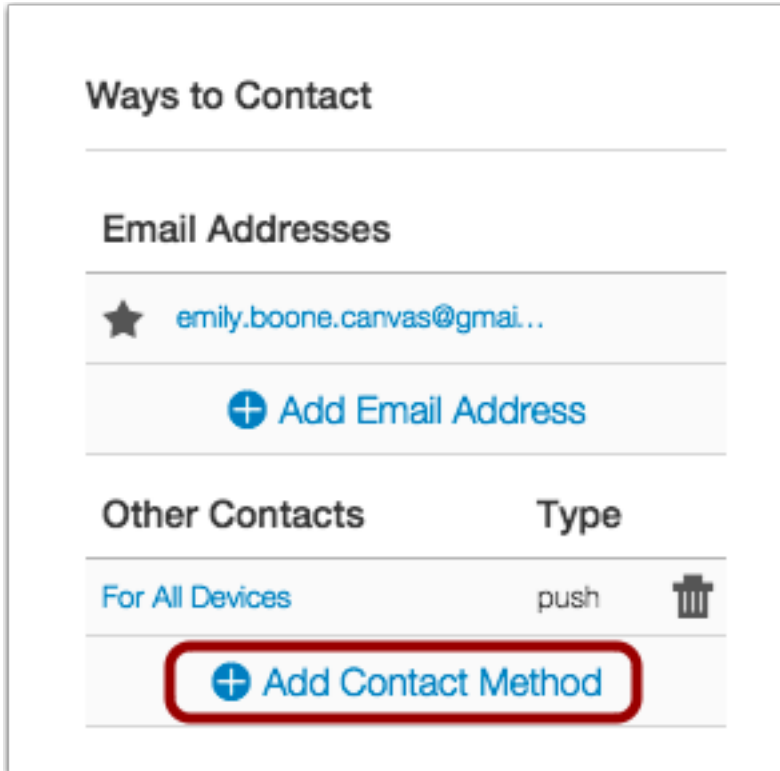 Ways to Contact
Email Addresses
emily.boone.canvas@gmai...
Add Email Address
Other Contacts Type
For All Devices push
Add Contact Method